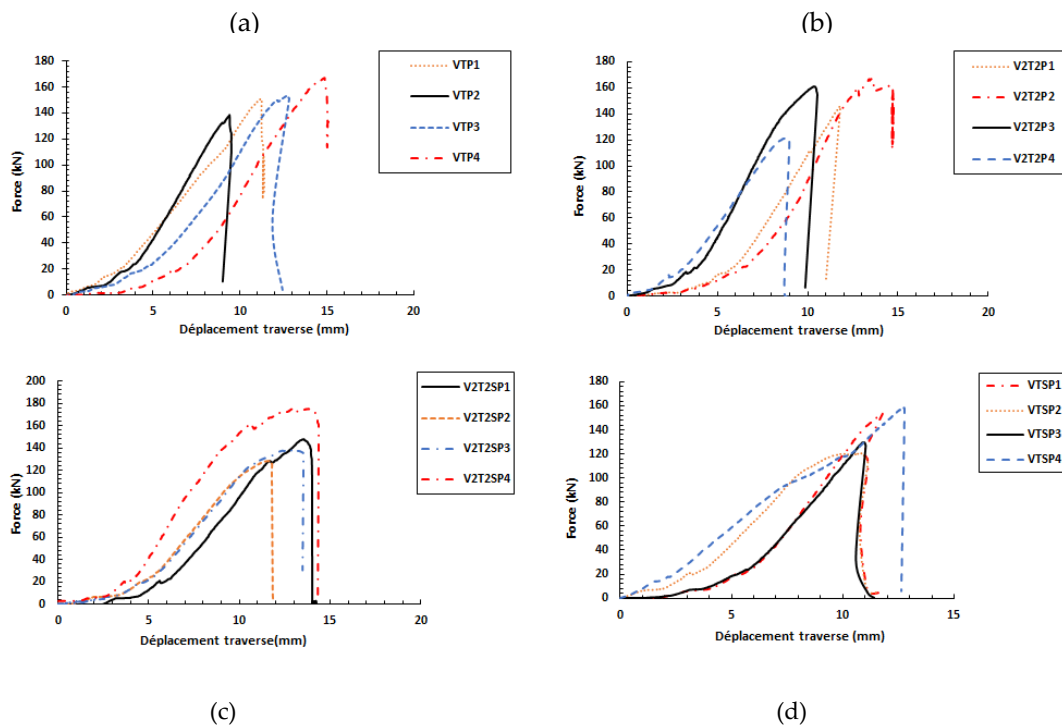 (a)
(b)
180
160
140
120
100
80
60
40
20
0
Force (kN)
0 5 10 15 20
Déplacement traverse (mm)
VTP1
VTP2
VTP3
VTP4
180
160
140
120
100
80
60
40
20
0
Force (kN)
0 5 10 15 20
Déplacement traverse (mm)
V2T2P1
V2T2P2
V2T2P3
V2T2P4
200
180
160
140
120
100
80
60
40
20
0
Force (kN)
0 5 10 15 20
Déplacement traverse(mm)
V2T2SP1
V2T2SP2
V2T2SP3
V2T2SP4
180
160
140
120
100
80
60
40
20
0
Force (kN)
0 5 10 15
Déplacement traverse (mm)
VTSP1
VTSP2
VTSP3
VTSP4
(c)
(d)